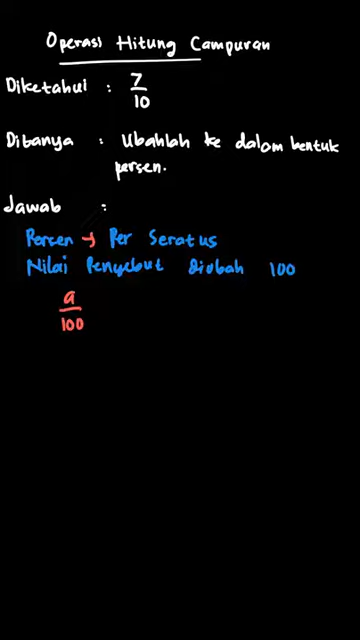 Operasi Hitung Campuran
Diketahui : 7/10
Ditanya : Ubahlah ke dalam bentuk
persen.
Jawab :
Persen → Per Seratus
Nilai Penyebut Diubah 100
a/100